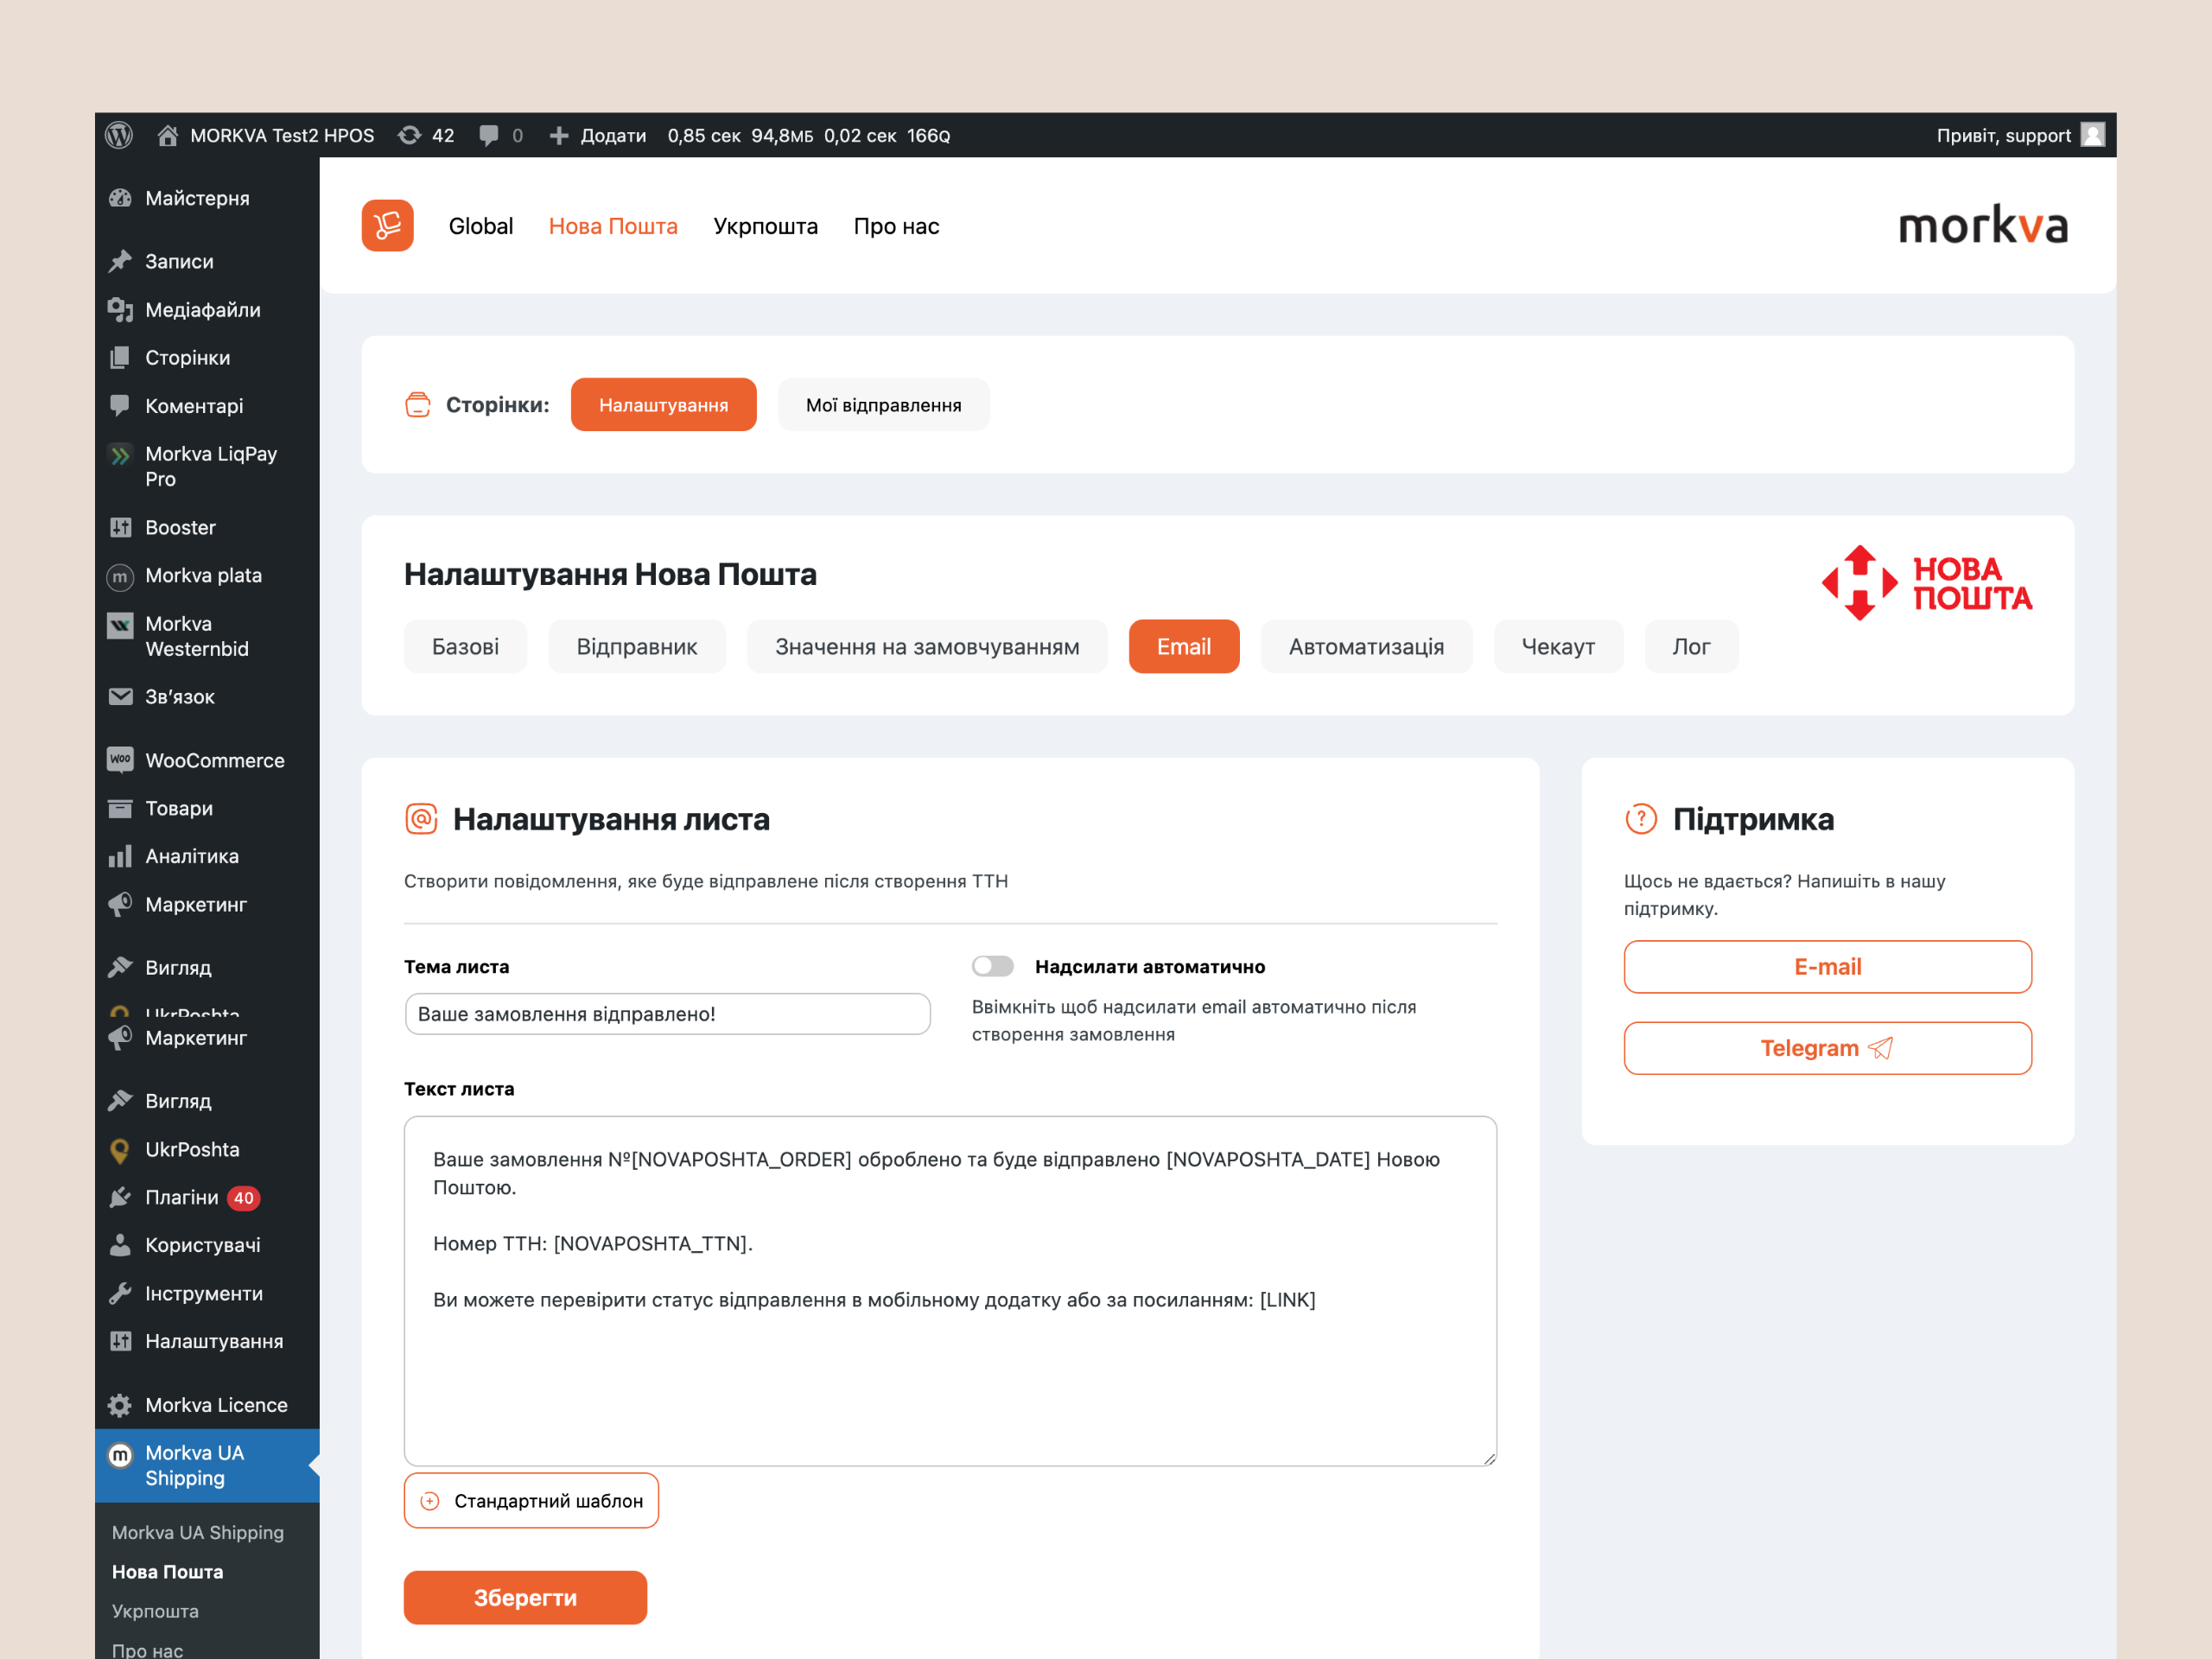 MORKVA Test2 HPOS 42 0 Додати 0,85 сек 94,8МБ 0,02 сек 166Q
Привіт, support
Майстерня
Записи
Медіафайли
Сторінки
Коментарі
Morkva LiqPay
Pro
Booster
m Morkva plata
Morkva
Westernbid
Зв’язок
Woo WooCommerce
Товари
Аналітика
Маркетинг
Вигляд
UkrPoshta
Маркетинг
Вигляд
UkrPoshta
Плагіни 40
Користувачі
Інструменти
Налаштування
Morkva Licence
m Morkva UA
Shipping
Morkva UA Shipping
Нова Пошта
Укрпошта
Про нас
Global Нова Пошта Укрпошта Про нас
morkva
Сторінки: Налаштування Мої відправлення
Налаштування Нова Пошта
НОВА
ПОШТА
Базові Відправник Значення на замовчуванням Email Автоматизація Чекаут Лог
Налаштування листа
Створити повідомлення, яке буде відправлене після створення ТТН
Тема листа
Ваше замовлення відправлено!
Надсилати автоматично
Ввімкніть щоб надсилати email автоматично після
створення замовлення
Текст листа
Ваше замовлення №[NOVAPOSHTA_ORDER] оброблено та буде відправлено [NOVAPOSHTA_DATE] Новою
Поштою.
Номер ТТН: [NOVAPOSHTA_TTN].
Ви можете перевірити статус відправлення в мобільному додатку або за посиланням: [LINK]
Стандартний шаблон
Зберегти
Підтримка
Щось не вдається? Напишіть в нашу
підтримку.
E-mail
Telegram